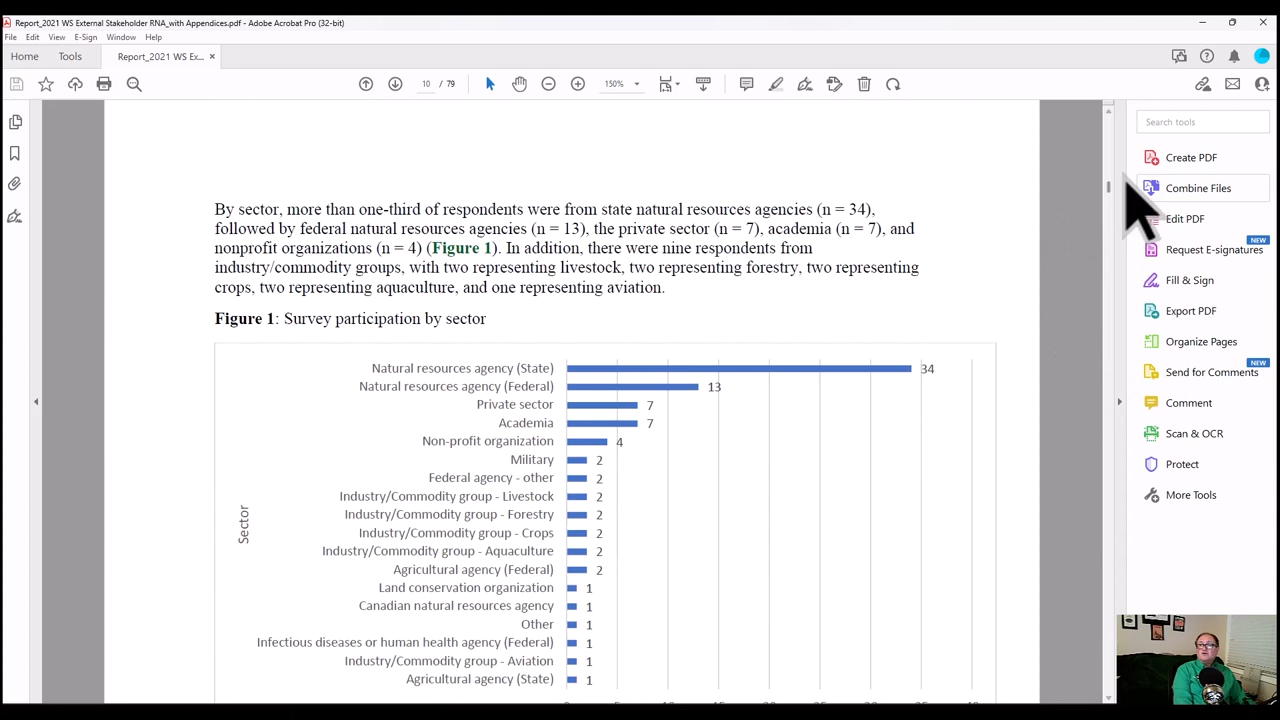 Report_2021 WS External Stakeholder RNA_with Appendices.pdf - Adobe Acrobat Pro (32-bit)
File Edit View E-Sign Window Help
Home Tools Report_2021 WS Ex...
10 / 79 150%
Search tools
Create PDF
Combine Files
Edit PDF
NEW
Request E-signatures
Fill & Sign
Export PDF
Organize Pages
NEW
Send for Comments
Comment
Scan & OCR
Protect
More Tools
By sector, more than one-third of respondents were from state natural resources agencies (n = 34),
followed by federal natural resources agencies (n = 13), the private sector (n = 7), academia (n = 7), and
nonprofit organizations (n = 4) (Figure 1). In addition, there were nine respondents from
industry/commodity groups, with two representing livestock, two representing forestry, two representing
crops, two representing aquaculture, and one representing aviation.
Figure 1: Survey participation by sector
Sector
Natural resources agency (State) 34
Natural resources agency (Federal) 13
Private sector 7
Academia 7
Non-profit organization 4
Military 2
Federal agency - other 2
Industry/Commodity group - Livestock 2
Industry/Commodity group - Forestry 2
Industry/Commodity group - Crops 2
Industry/Commodity group - Aquaculture 2
Agricultural agency (Federal) 2
Land conservation organization 1
Canadian natural resources agency 1
Other 1
Infectious diseases or human health agency (Federal) 1
Industry/Commodity group - Aviation 1
Agricultural agency (State) 1